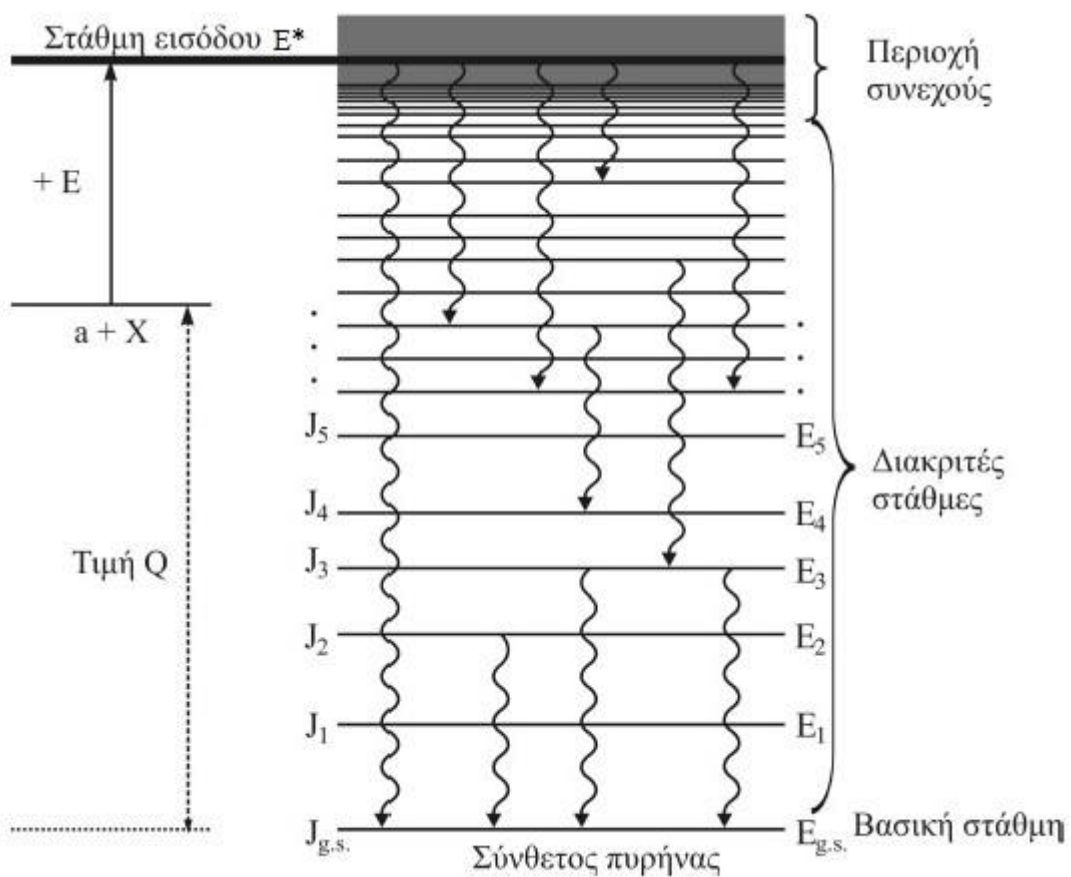 Στάθμη εισόδου E*
Περιοχή
συνεχούς
+ E
a + X
Τιμή Q
J5
E5
J4
E4
J3
E3
J2
E2
J1
E1
Διακριτές
στάθμες
Jg.s.
Eg.s.
Βασική στάθμη
Σύνθετος πυρήνας